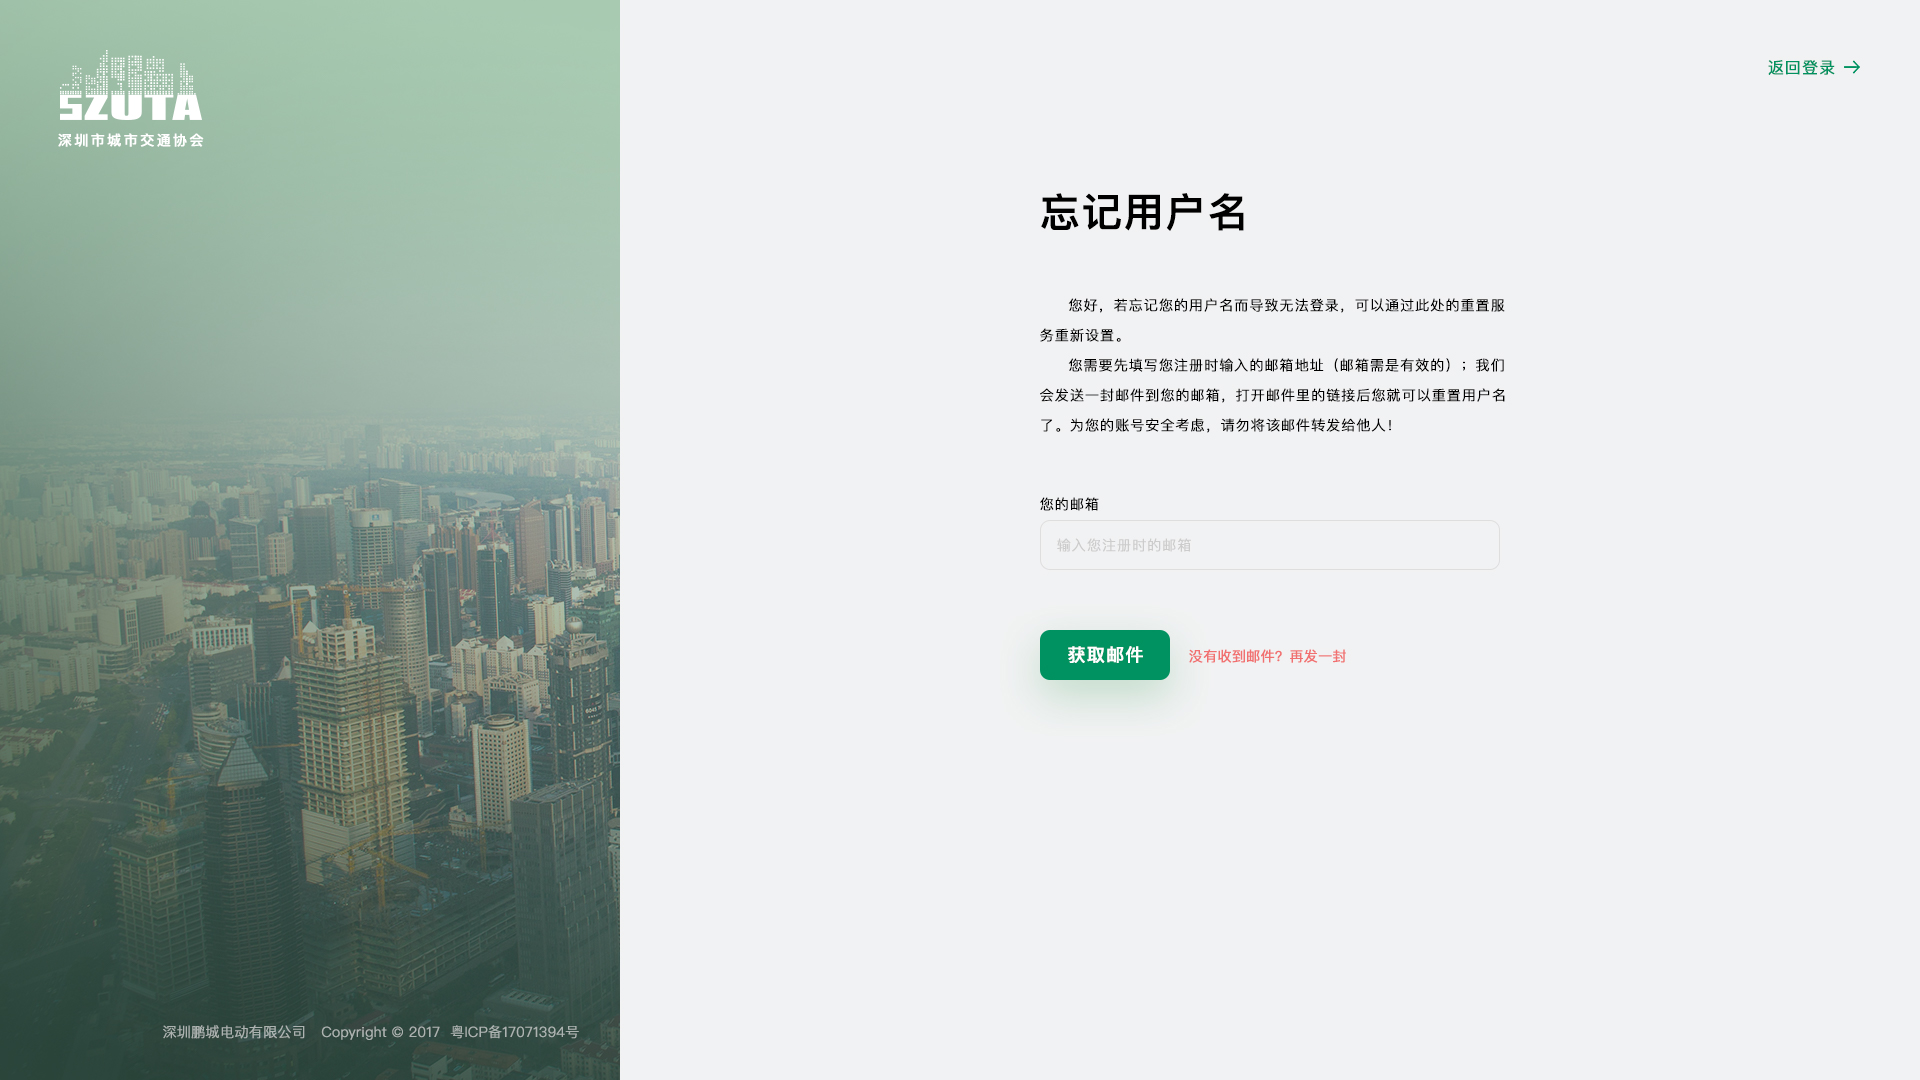 SZUTA
深圳市城市交通协会
返回登录
忘记用户名
您好，若忘记您的用户名而导致无法登录，可以通过此处的重置服
务重新设置。
您需要先填写您注册时输入的邮箱地址（邮箱需是有效的）；我们
会发送一封邮件到您的邮箱，打开邮件里的链接后您就可以重置用户名
了。为您的账号安全考虑，请勿将该邮件转发给他人！
您的邮箱
输入您注册时的邮箱
获取邮件 没有收到邮件？再发一封
深圳鹏城电动有限公司 Copyright © 2017 粤ICP备17071394号